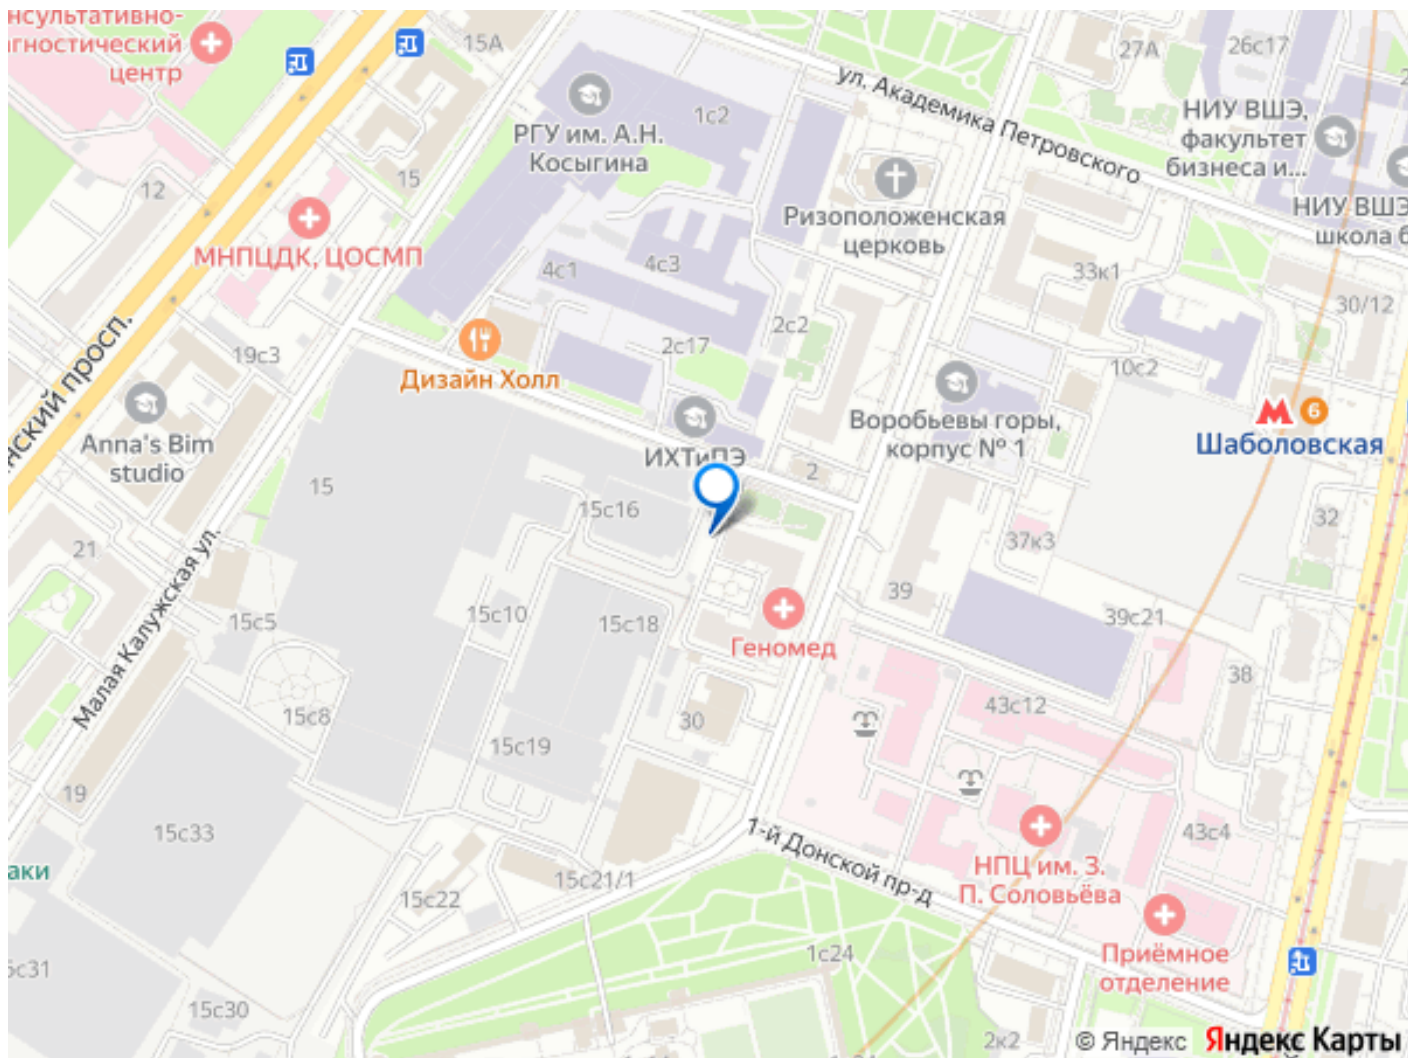 нсультативно-
агностический
центр
15А
1с2
27А
26с17
ул. Академика Петровского
НИУ ВШЭ,
факультет
бизнеса и...
РГУ им. А.Н.
Косыгина
12
15
МНПЦДК, ЦОСМП
Ризоположенская
церковь
НИУ ВШЭ
школа б
4с1
4с3
33к1
30/12
2с2
2с17
19с3
10с2
нский просп.
Дизайн Холл
Anna's Bim
studio
Воробьевы горы,
корпус № 1
6
Шаболовская
ИХТиПЭ
2
15
15с16
32
21
37к3
39
Малая Калужская ул.
15с5
15с10
15с18
39с21
Геномед
38
15с8
30
43с12
15с19
19
15с33
1-й Донской пр-д
43с4
НПЦ им. З.
П. Соловьёва
аки
15с21/1
15с22
1с24
Приёмное
отделение
15с30
2к2
© Яндекс Яндекс Карты